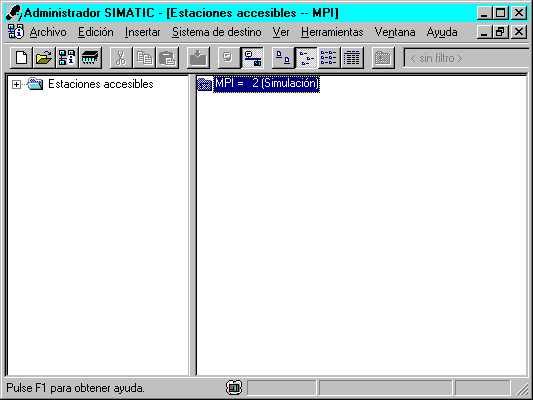 Administrador SIMATIC - [Estaciones accesibles -- MPI]
Archivo Edición Insertar Sistema de destino Ver Herramientas Ventana Ayuda
< sin filtro >
Estaciones accesibles
MPI = 2 (Simulación)
Pulse F1 para obtener ayuda.